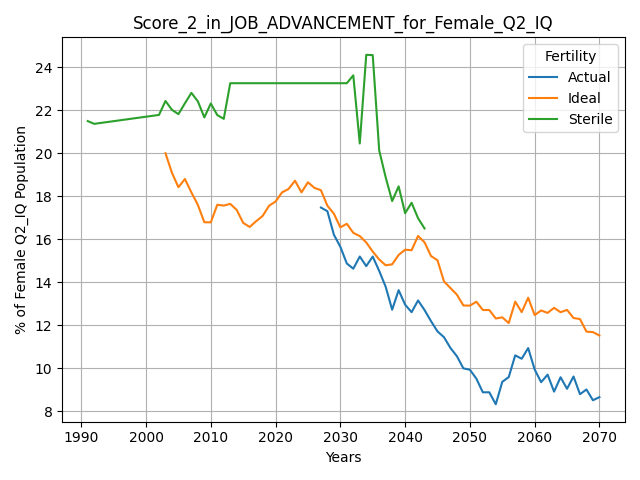 Score_2_in_JOB_ADVANCEMENT_for_Female_Q2_IQ
Fertility
Actual
Ideal
Sterile
% of Female Q2_IQ Population
24
22
20
18
16
14
12
10
8
1990 2000 2010 2020 2030 2040 2050 2060 2070
Years